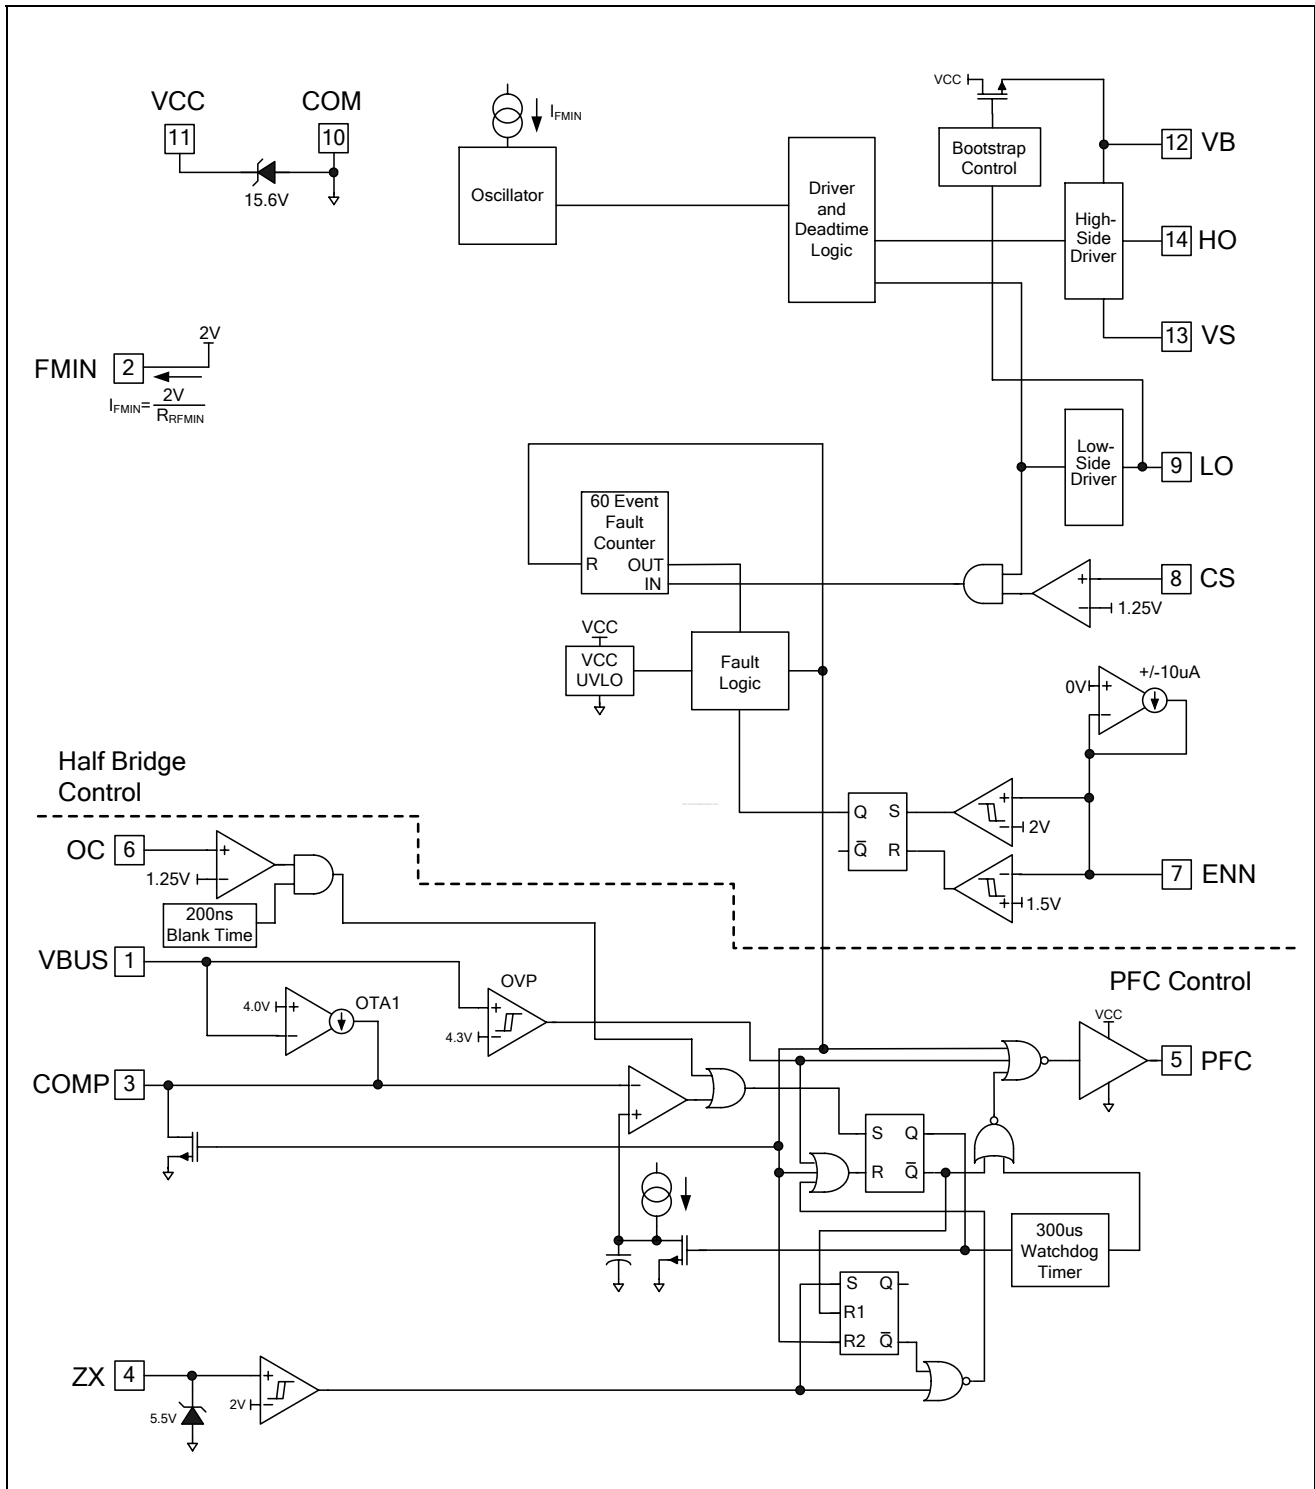 VCC
11
COM
10
15.6V
I_FMIN
Oscillator
Driver
and
Deadtime
Logic
VCC
Bootstrap
Control
High-
Side
Driver
12 VB
14 HO
13 VS
FMIN 2
2V
I_FMIN= 2V
R_RFMIN
60 Event
Fault
Counter
R OUT
IN
Low-
Side
Driver
9 LO
+
−
8 CS
1.25V
VCC
VCC
UVLO
Fault
Logic
+/-10uA
0V +
−
Half Bridge
Control
Q S
Q̅ R
+
− 2V
−
+ 1.5V
7 ENN
OC 6
+
1.25V −
200ns
Blank Time
VBUS 1
4.0V +
−
OTA1
OVP
+
4.3V −
PFC Control
VCC
5 PFC
COMP 3
−
+
S Q
R Q̅
300us
Watchdog
Timer
S Q
R1
R2 Q̅
ZX 4
+
2V −
5.5V